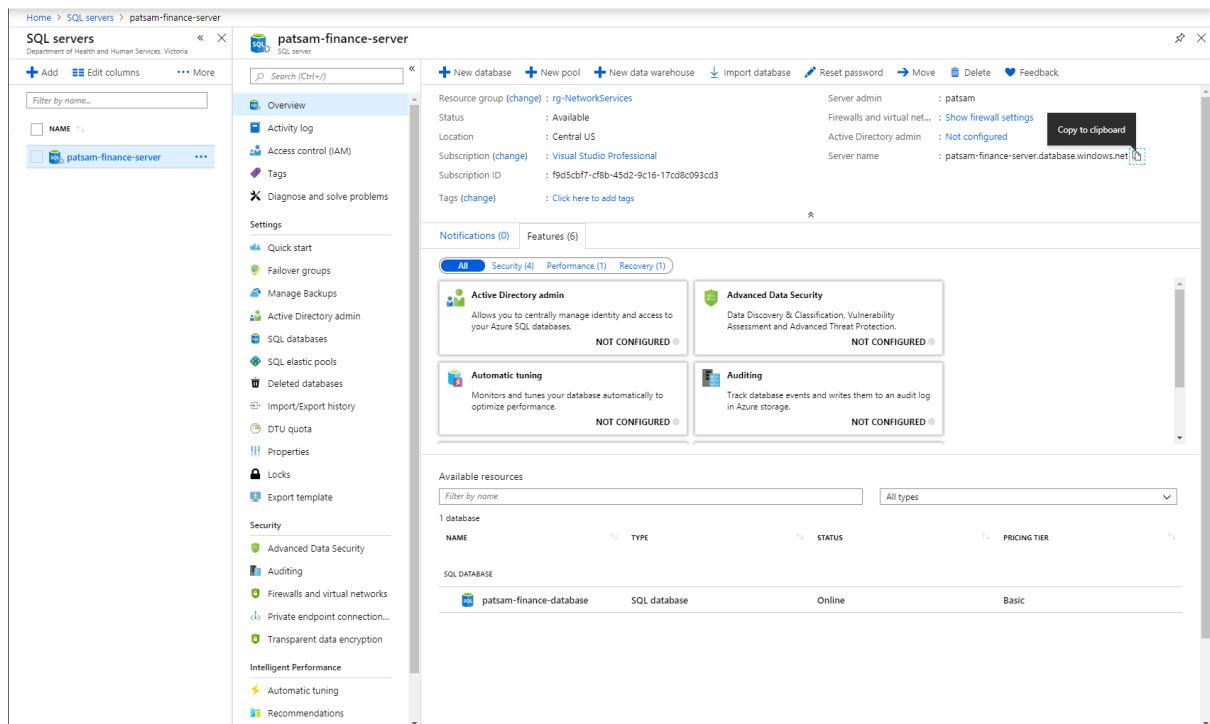 Home > SQL servers > patsam-finance-server
SQL servers
Department of Health and Human Services, Victoria
Add Edit columns More
Filter by name...
NAME
patsam-finance-server
patsam-finance-server
SQL server
Search (Ctrl+/)
Overview
Activity log
Access control (IAM)
Tags
Diagnose and solve problems
Settings
Quick start
Failover groups
Manage Backups
Active Directory admin
SQL databases
SQL elastic pools
Deleted databases
Import/Export history
DTU quota
Properties
Locks
Export template
Security
Advanced Data Security
Auditing
Firewalls and virtual networks
Private endpoint connection...
Transparent data encryption
Intelligent Performance
Automatic tuning
Recommendations
New database New pool New data warehouse Import database Reset password Move Delete Feedback
Resource group (change) : rg-NetworkServices
Status : Available
Location : Central US
Subscription (change) : Visual Studio Professional
Subscription ID : f9d5cbf7-cf8b-45d2-9c16-17cd8c093cd3
Tags (change) : Click here to add tags
Server admin : patsam
Firewalls and virtual net... : Show firewall settings
Active Directory admin : Not configured
Server name : patsam-finance-server.database.windows.net
Copy to clipboard
Notifications (0) Features (6)
All Security (4) Performance (1) Recovery (1)
Active Directory admin
Allows you to centrally manage identity and access to
your Azure SQL databases.
NOT CONFIGURED
Advanced Data Security
Data Discovery & Classification, Vulnerability
Assessment and Advanced Threat Protection.
NOT CONFIGURED
Automatic tuning
Monitors and tunes your database automatically to
optimize performance.
NOT CONFIGURED
Auditing
Track database events and writes them to an audit log
in Azure storage.
NOT CONFIGURED
Available resources
Filter by name All types
1 database
NAME TYPE STATUS PRICING TIER
SQL DATABASE
SQL patsam-finance-database SQL database Online Basic